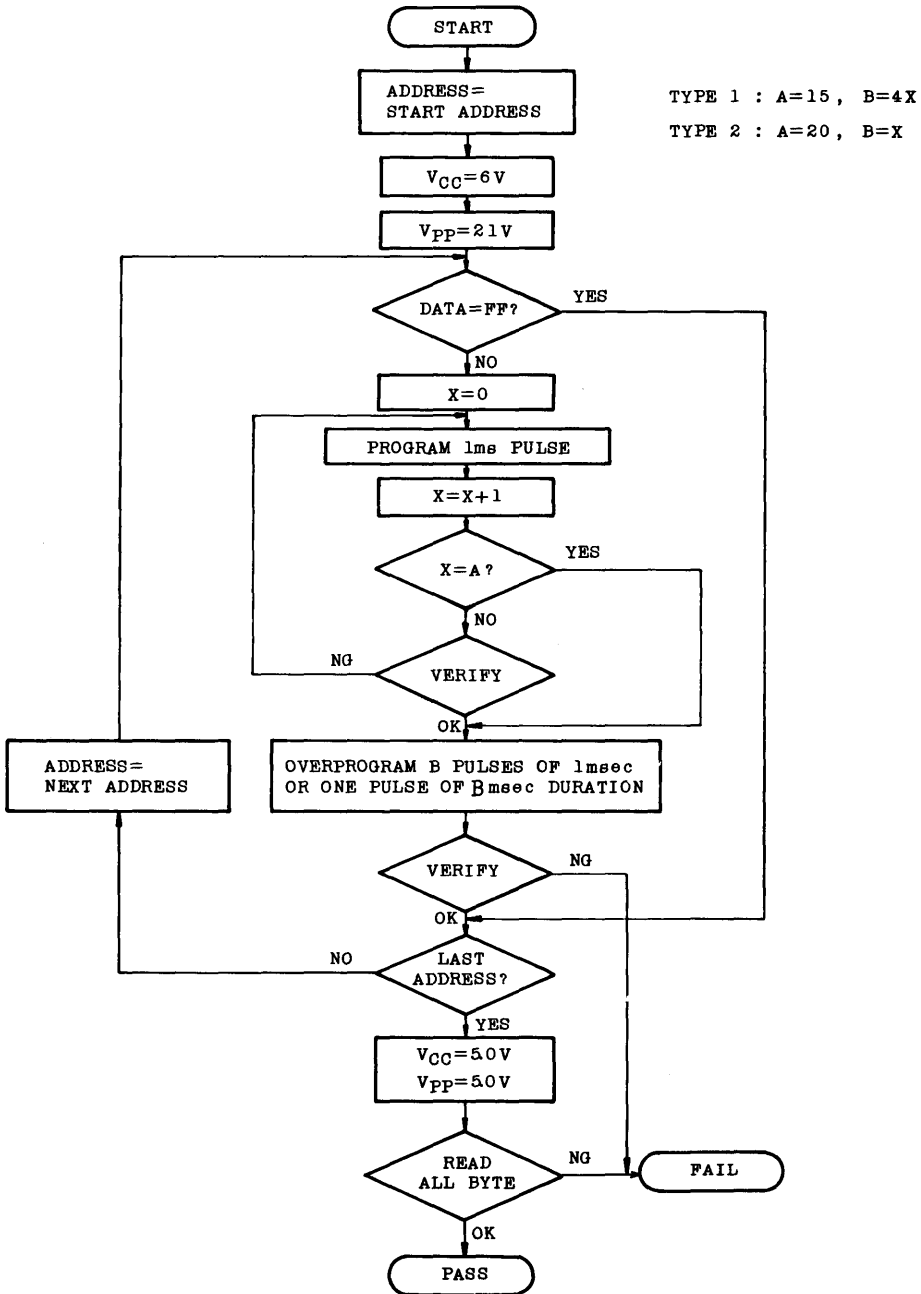 START
ADDRESS=
START ADDRESS
TYPE 1 : A=15, B=4X
TYPE 2 : A=20, B=X
VCC=6V
VPP=21V
DATA=FF?
YES
NO
X=0
PROGRAM 1ms PULSE
X=X+1
X=A?
YES
NO
NG
VERIFY
OK
ADDRESS=
NEXT ADDRESS
OVERPROGRAM B PULSES OF 1msec
OR ONE PULSE OF Bmsec DURATION
VERIFY
NG
OK
NO
LAST
ADDRESS?
YES
VCC=5.0V
VPP=5.0V
READ
ALL BYTE
NG
FAIL
OK
PASS